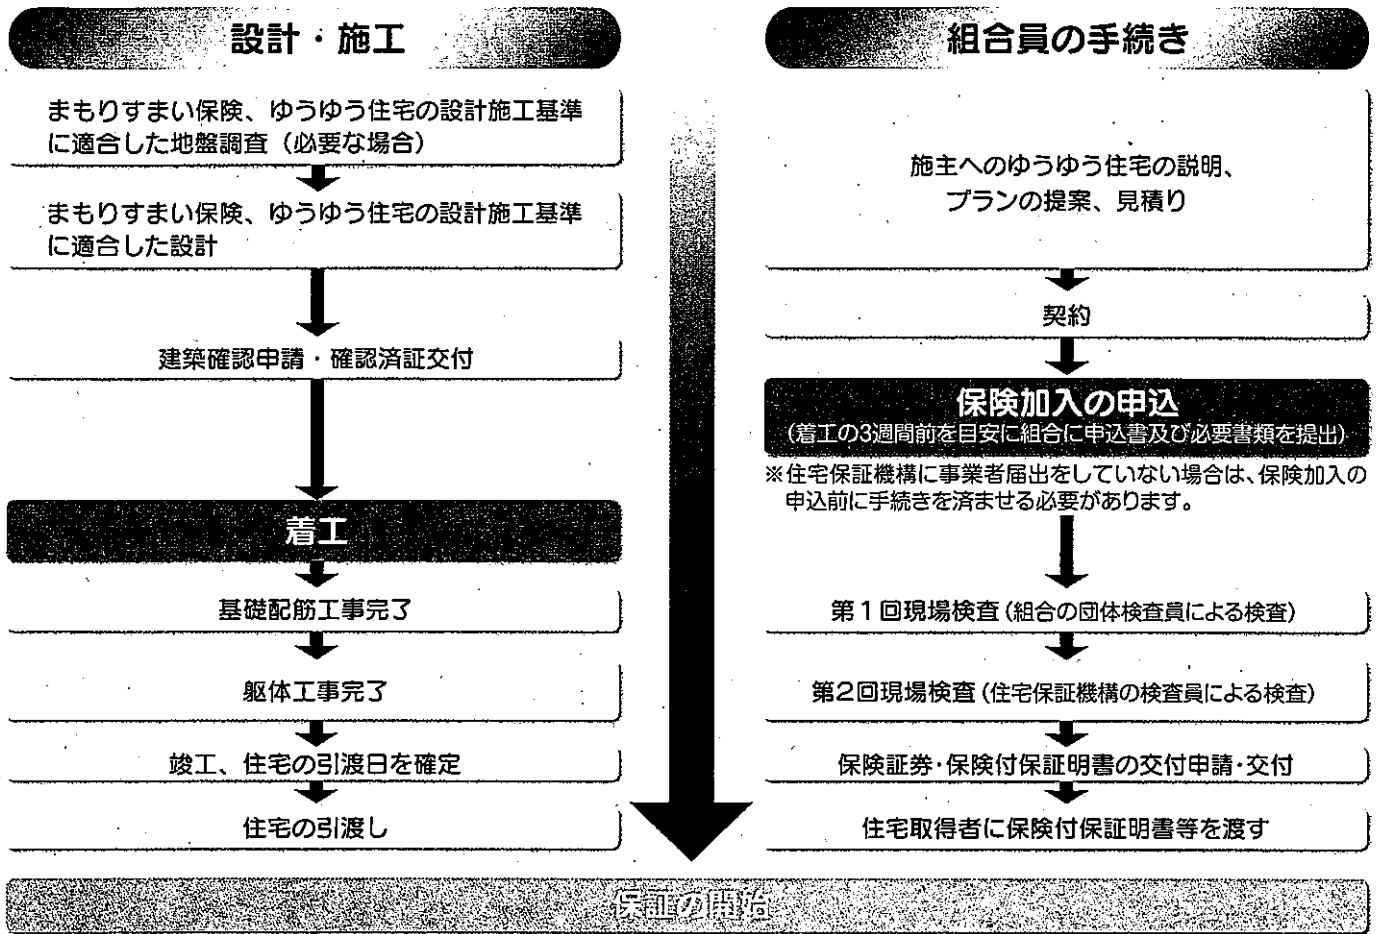 設計・施工
まもりすまい保険、ゆうゆう住宅の設計施工基準
に適合した地盤調査（必要な場合）
まもりすまい保険、ゆうゆう住宅の設計施工基準
に適合した設計
建築確認申請・確認済証交付
着工
基礎配筋工事完了
躯体工事完了
竣工、住宅の引渡日を確定
住宅の引渡し
組合員の手続き
施主へのゆうゆう住宅の説明、
プランの提案、見積り
契約
保険加入の申込
（着工の3週間前を目安に組合に申込書及び必要書類を提出）
※住宅保証機構に事業者届出をしていない場合は、保険加入の
申込前に手続きを済ませる必要があります。
第1回現場検査（組合の団体検査員による検査）
第2回現場検査（住宅保証機構の検査員による検査）
保険証券・保険付保証明書の交付申請・交付
住宅取得者に保険付保証明書等を渡す
保証の開始